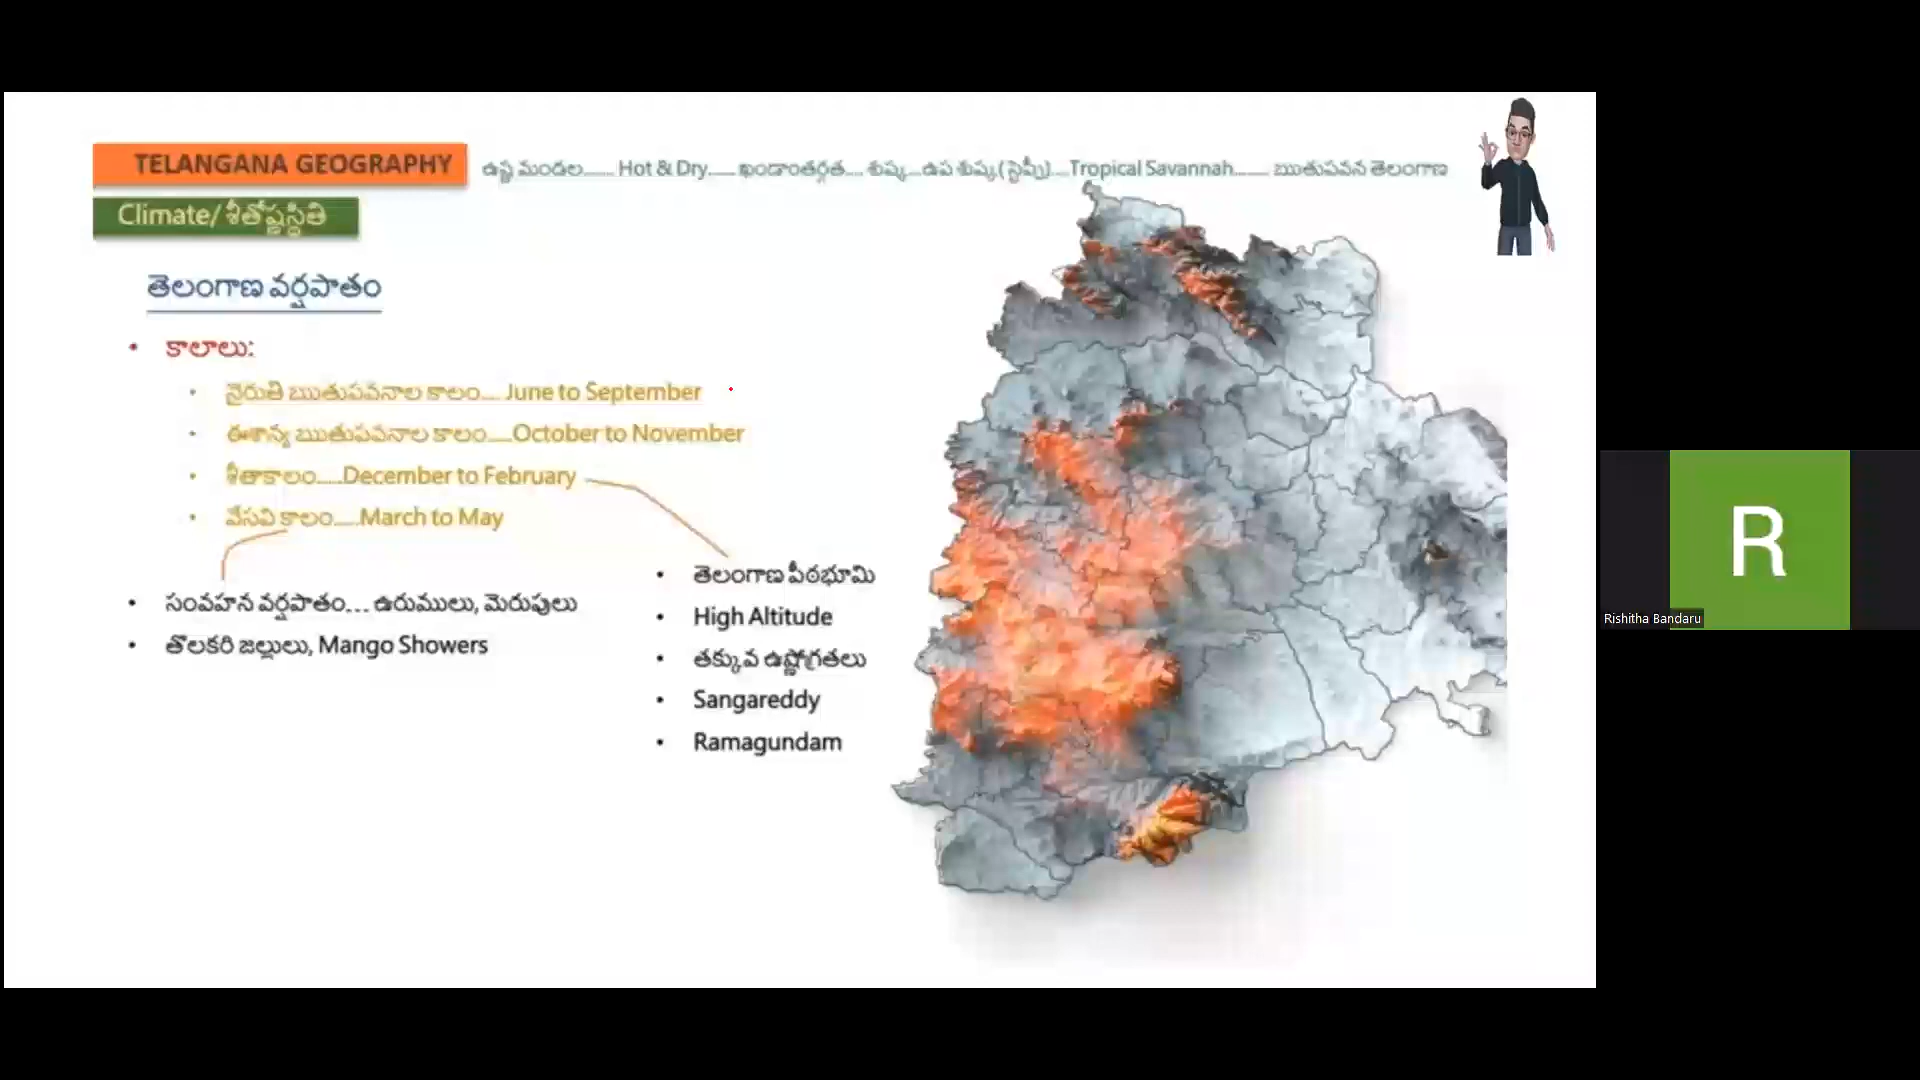 TELANGANA GEOGRAPHY
ఉష్ణ మండల...... Hot & Dry..... ఖండాంతర్గత.... శుష్క...ఉప శుష్క(స్టెప్పీ)....Tropical Savannah....... ఋతుపవన తెలంగాణ
Climate/ శీతోష్ణస్థితి
తెలంగాణ వర్షపాతం
• కాలాలు:
• నైరుతి ఋతుపవనాల కాలం.... June to September
• ఈశాన్య ఋతుపవనాల కాలం.....October to November
• శీతాకాలం.....December to February
• వేసవి కాలం.....March to May
• సంవహన వర్షపాతం... ఉరుములు, మెరుపులు
• తొలకరి జల్లులు, Mango Showers
• తెలంగాణ పీఠభూమి
• High Altitude
• తక్కువ ఉష్ణోగ్రతలు
• Sangareddy
• Ramagundam
R
Rishitha Bandaru